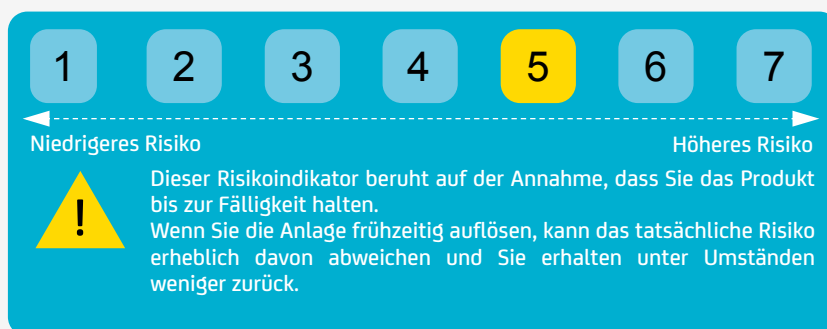 1 2 3 4 5 6 7
Niedrigeres Risiko Höheres Risiko
Dieser Risikoindikator beruht auf der Annahme, dass Sie das Produkt
bis zur Fälligkeit halten.
Wenn Sie die Anlage frühzeitig auflösen, kann das tatsächliche Risiko
erheblich davon abweichen und Sie erhalten unter Umständen
weniger zurück.
!